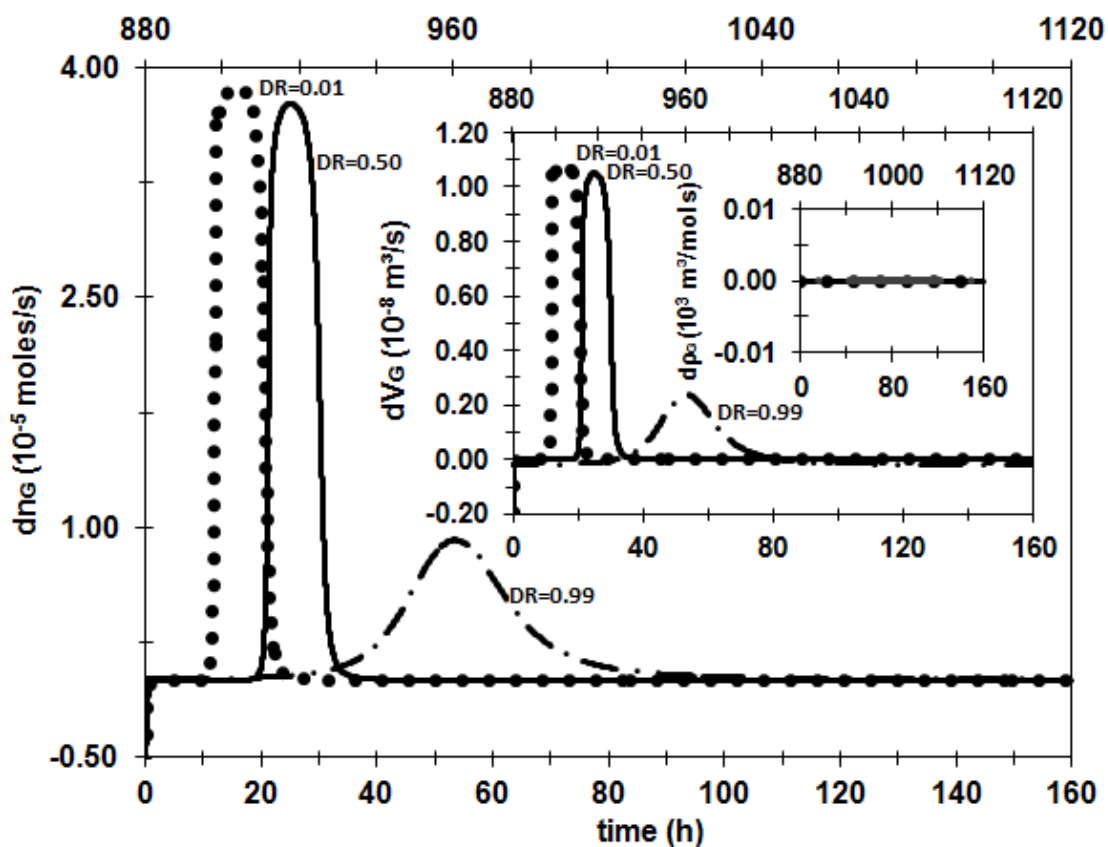 880 960 1040 1120
4.00
2.50
1.00
-0.50
dnG (10⁻⁵ moles/s)
DR=0.01
DR=0.50
DR=0.99
0 20 40 60 80 100 120 140 160
time (h)
880 960 1040 1120
1.20
1.00
0.80
0.60
0.40
0.20
0.00
-0.20
dVG (10⁻⁸ m³/s)
DR=0.01
DR=0.50
DR=0.99
0 40 80 120 160
880 1000 1120
0.01
0.00
-0.01
dρG (10³ m³/mol s)
0 80 160